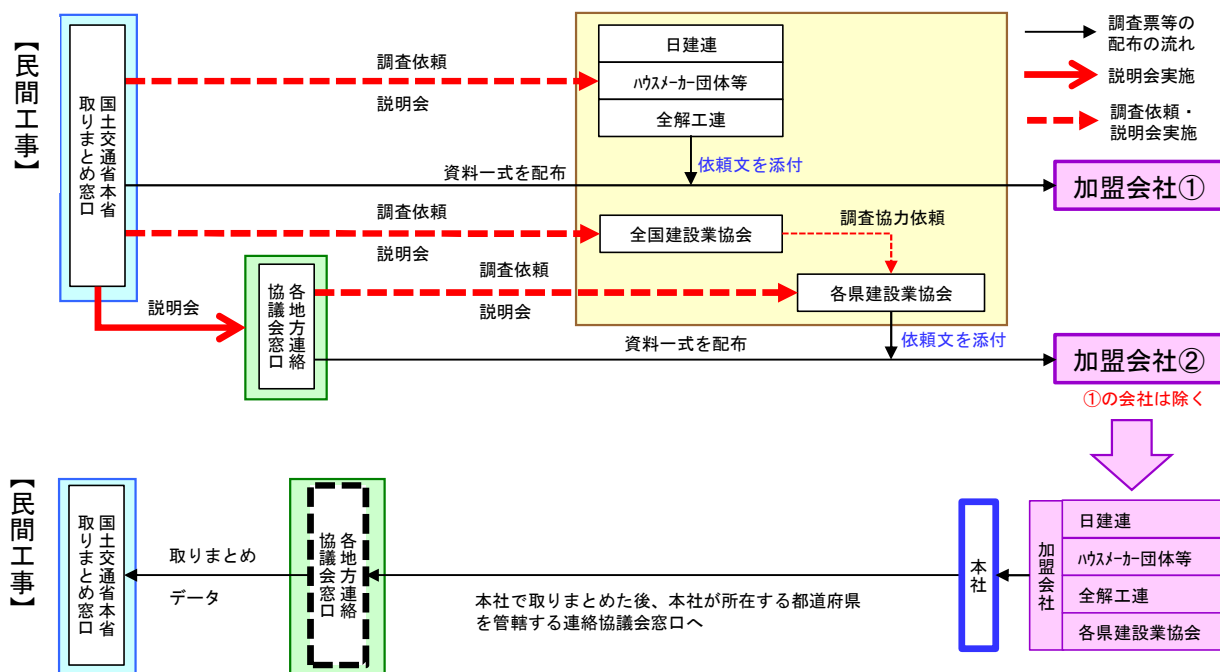 【民間工事】
国土交通省本省
取りまとめ窓口
調査依頼
説明会
日建連
ﾊｳｽﾒｰｶｰ団体等
全解工連
依頼文を添付
資料一式を配布
加盟会社①
調査票等の
配布の流れ
説明会実施
調査依頼・
説明会実施
調査依頼
説明会
全国建設業協会
調査協力依頼
説明会
各地方連絡
協議会窓口
調査依頼
説明会
各県建設業協会
依頼文を添付
資料一式を配布
加盟会社②
①の会社は除く
【民間工事】
国土交通省本省
取りまとめ窓口
取りまとめ
データ
各地方連絡
協議会窓口
本社で取りまとめた後、本社が所在する都道府県
を管轄する連絡協議会窓口へ
本社
加盟会社
日建連
ﾊｳｽﾒｰｶｰ団体等
全解工連
各県建設業協会